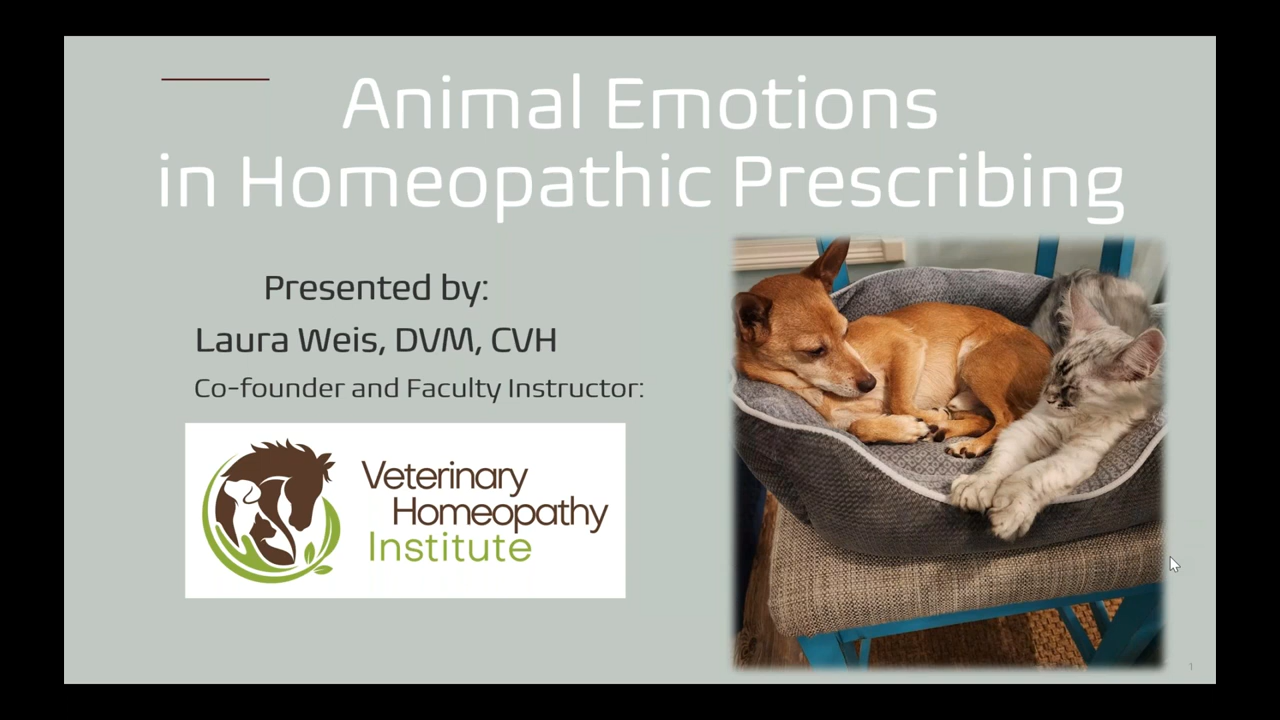 Animal Emotions
in Homeopathic Prescribing
Presented by:
Laura Weis, DVM, CVH
Co-founder and Faculty Instructor:
Veterinary
Homeopathy
Institute
1